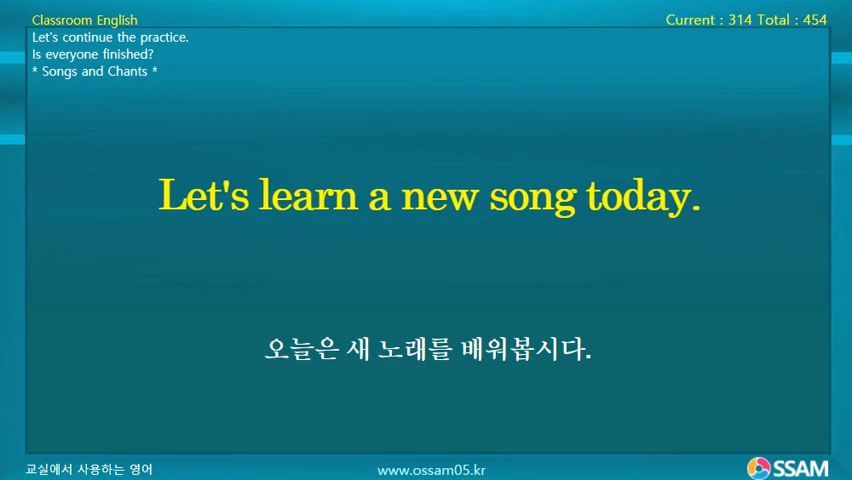 Classroom English
Current : 314 Total : 454
Let's continue the practice.
Is everyone finished?
* Songs and Chants *
Let's learn a new song today.
오늘은 새 노래를 배워봅시다.
교실에서 사용하는 영어
www.ossam05.kr
SSAM